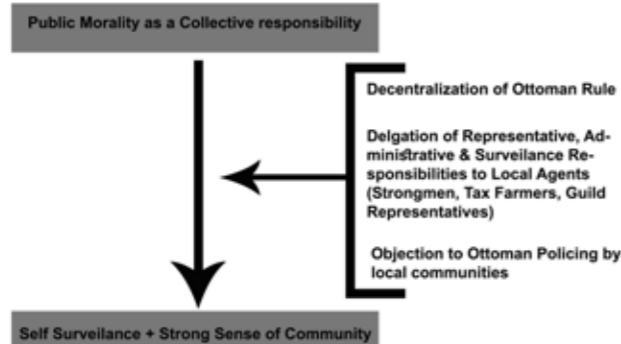 Public Morality as a Collective responsibility
Decentralization of Ottoman Rule
Delgation of Representative, Ad-
ministrative & Surveilance Re-
sponsibilities to Local Agents
(Strongmen, Tax Farmers, Guild
Representatives)
Objection to Ottoman Policing by
local communities
Self Surveilance + Strong Sense of Community